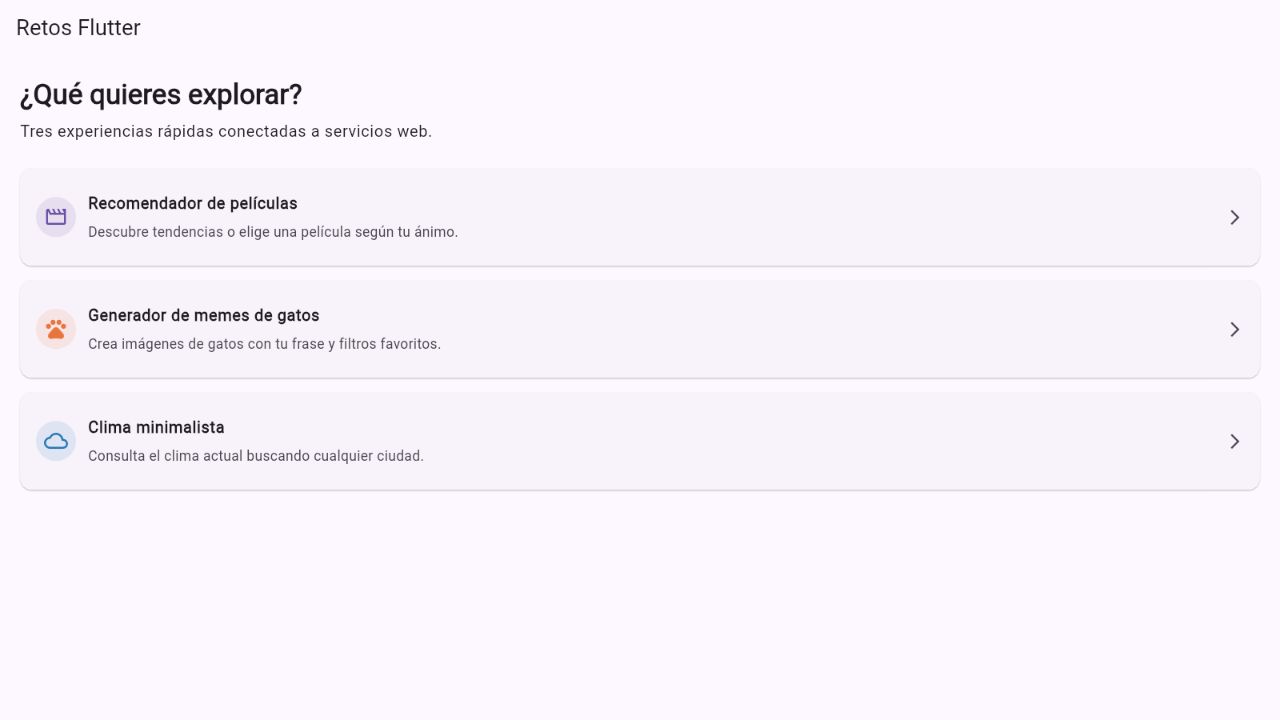 Retos Flutter
¿Qué quieres explorar?
Tres experiencias rápidas conectadas a servicios web.
Recomendador de películas
Descubre tendencias o elige una película según tu ánimo.
Generador de memes de gatos
Crea imágenes de gatos con tu frase y filtros favoritos.
Clima minimalista
Consulta el clima actual buscando cualquier ciudad.